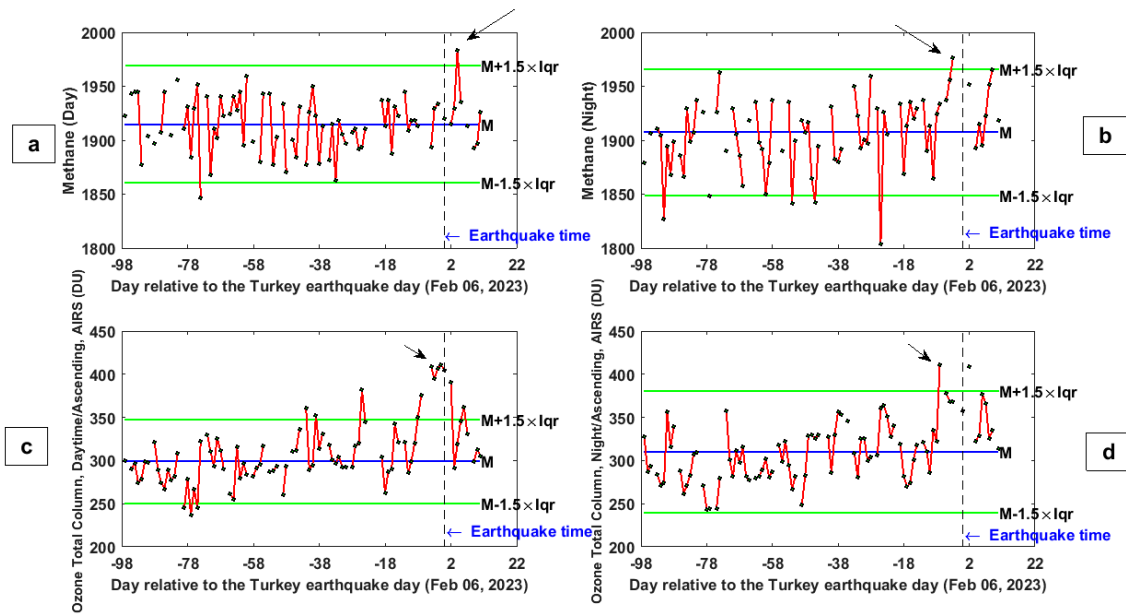 a
Methane (Day)
2000
1950
1900
1850
1800
M+1.5×Iqr
M
M-1.5×Iqr
← Earthquake time
-98 -78 -58 -38 -18 2 22
Day relative to the Turkey earthquake day (Feb 06, 2023)
b
Methane (Night)
2000
1950
1900
1850
1800
M+1.5×Iqr
M
M-1.5×Iqr
← Earthquake time
-98 -78 -58 -38 -18 2 22
Day relative to the Turkey earthquake day (Feb 06, 2023)
c
Ozone Total Column, Daytime/Ascending, AIRS (DU)
450
400
350
300
250
200
M+1.5×Iqr
M
M-1.5×Iqr
← Earthquake time
-98 -78 -58 -38 -18 2 22
Day relative to the Turkey earthquake day (Feb 06, 2023)
d
Ozone Total Column, Night/Ascending, AIRS (DU)
450
400
350
300
250
200
M+1.5×Iqr
M
M-1.5×Iqr
← Earthquake time
-98 -78 -58 -38 -18 2 22
Day relative to the Turkey earthquake day (Feb 06, 2023)